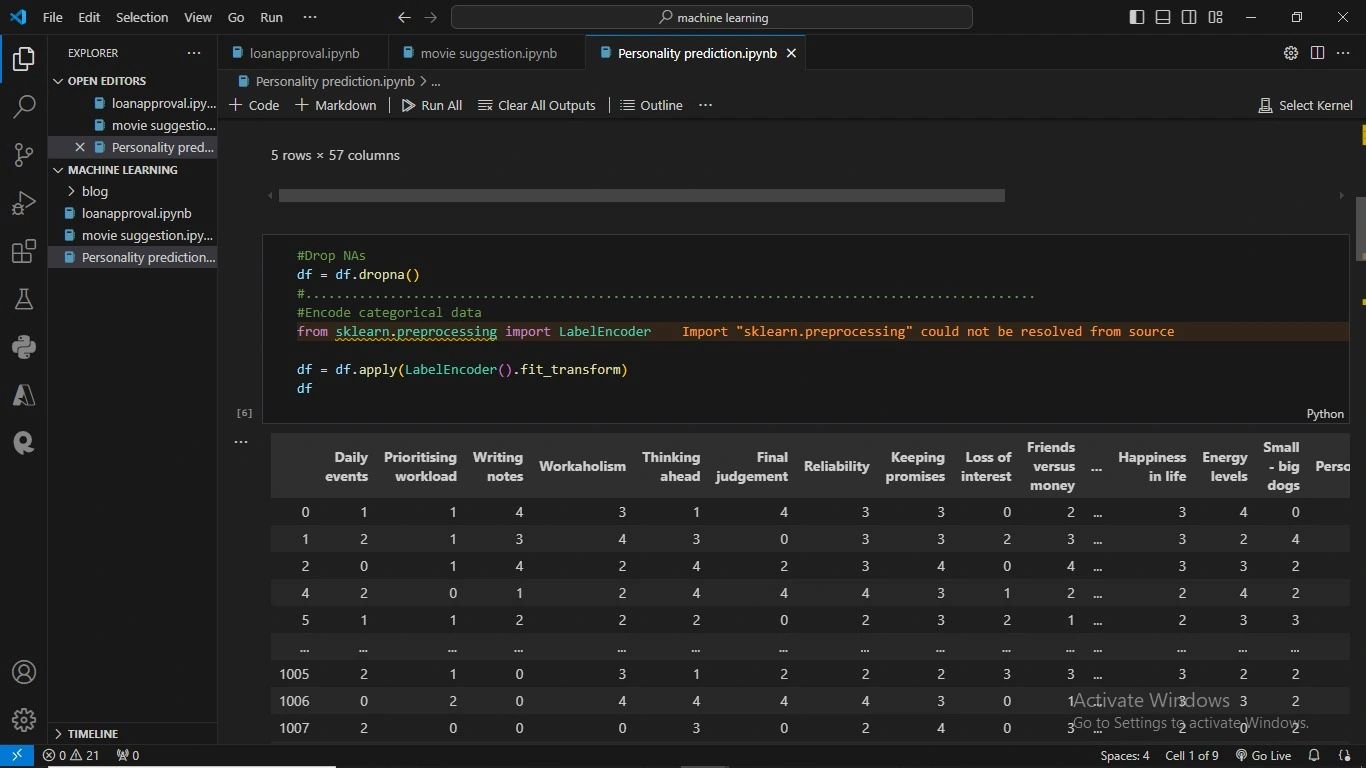 File Edit Selection View Go Run ···
machine learning
EXPLORER ···
loanapproval.ipynb movie suggestion.ipynb Personality prediction.ipynb
OPEN EDITORS
loanapproval.ipy...
movie suggestio...
Personality pred...
MACHINE LEARNING
blog
loanapproval.ipynb
movie suggestion.ipy...
Personality prediction...
TIMELINE
Personality prediction.ipynb > ...
+ Code + Markdown Run All Clear All Outputs Outline ··· Select Kernel
5 rows × 57 columns
#Drop NAs
df = df.dropna()
#.................................................................................................
#Encode categorical data
from sklearn.preprocessing import LabelEncoder Import "sklearn.preprocessing" could not be resolved from source
df = df.apply(LabelEncoder().fit_transform)
df
[6] Python
Daily events Prioritising workload Writing notes Workaholism Thinking ahead Final judgement Reliability Keeping promises Loss of interest Friends versus money ... Happiness in life Energy levels Small - big dogs Perso
0 1 1 4 3 1 4 3 3 0 2 ... 3 4 0
1 2 1 3 4 3 0 3 3 2 3 ... 3 2 4
2 0 1 4 2 4 2 3 4 0 4 ... 3 3 2
4 2 0 1 2 4 4 4 3 1 2 ... 2 4 2
5 1 1 2 2 2 0 2 3 2 1 ... 2 3 3
... ... ... ... ... ... ... ... ... ... ... ... ... ... ...
1005 2 1 0 3 1 2 2 2 3 3 ... 3 2 2
1006 0 2 0 4 4 4 4 3 0 1 ... 3 3 2
1007 2 0 0 0 3 0 2 4 0 3 ... 2 0 2
Activate Windows
Go to Settings to activate Windows.
0 21 0 Spaces: 4 Cell 1 of 9 Go Live